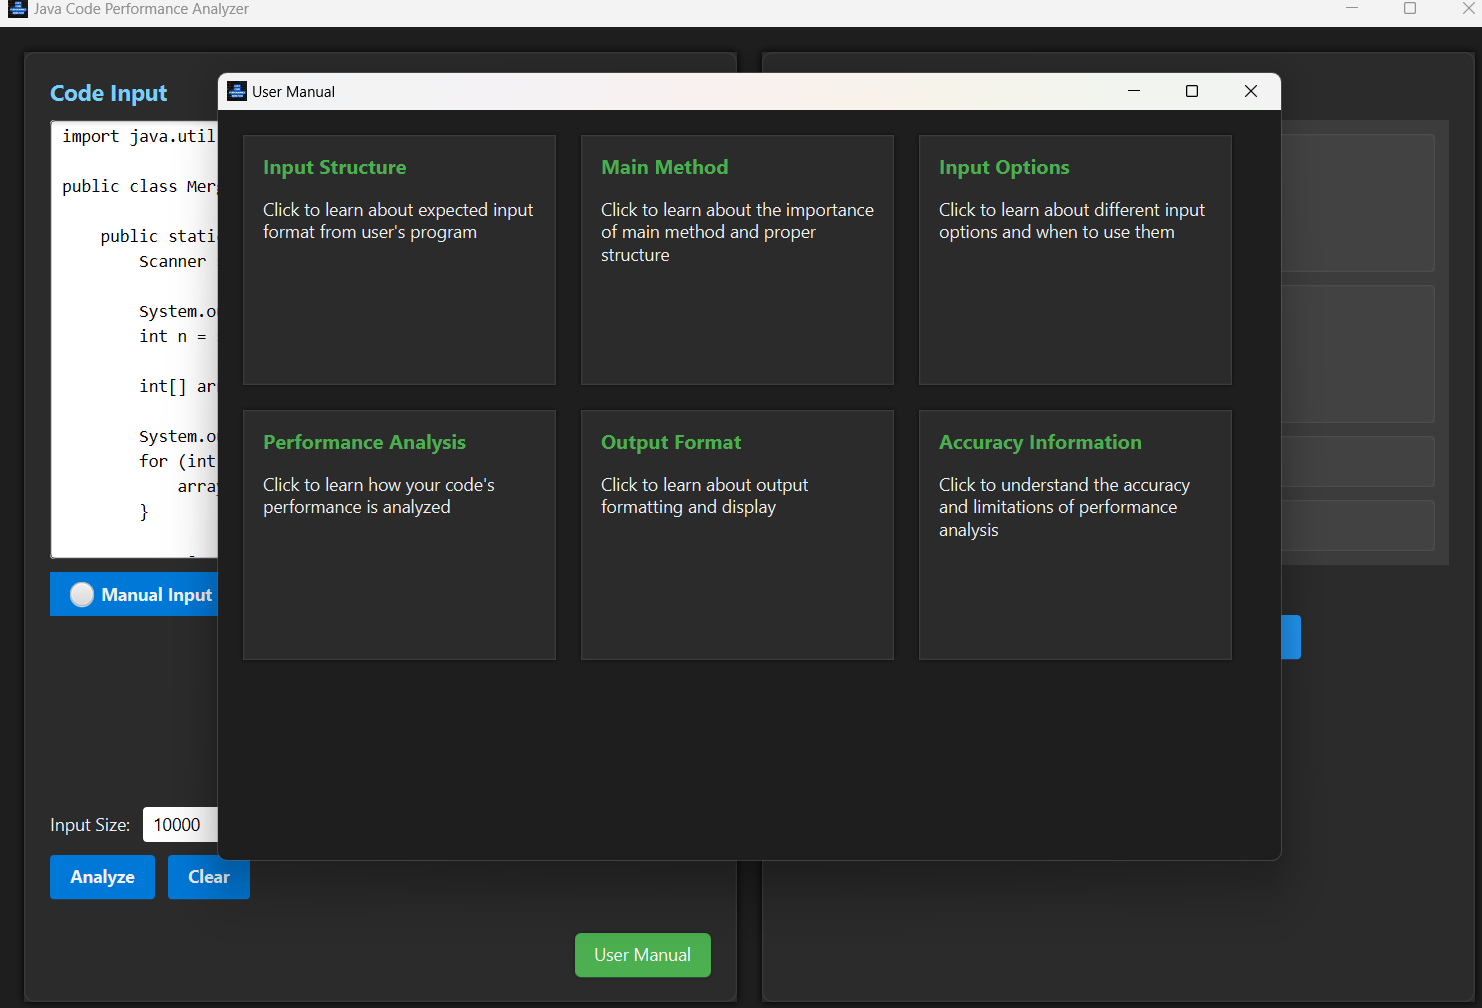 Java Code Performance Analyzer
Code Input
import java.util
public class Mer
public stati
Scanner
System.o
int n =
int[] ar
System.o
for (int
arra
}
Manual Input
Input Size:
10000
Analyze
Clear
User Manual
User Manual
Input Structure
Click to learn about expected input
format from user's program
Main Method
Click to learn about the importance
of main method and proper
structure
Input Options
Click to learn about different input
options and when to use them
Performance Analysis
Click to learn how your code's
performance is analyzed
Output Format
Click to learn about output
formatting and display
Accuracy Information
Click to understand the accuracy
and limitations of performance
analysis